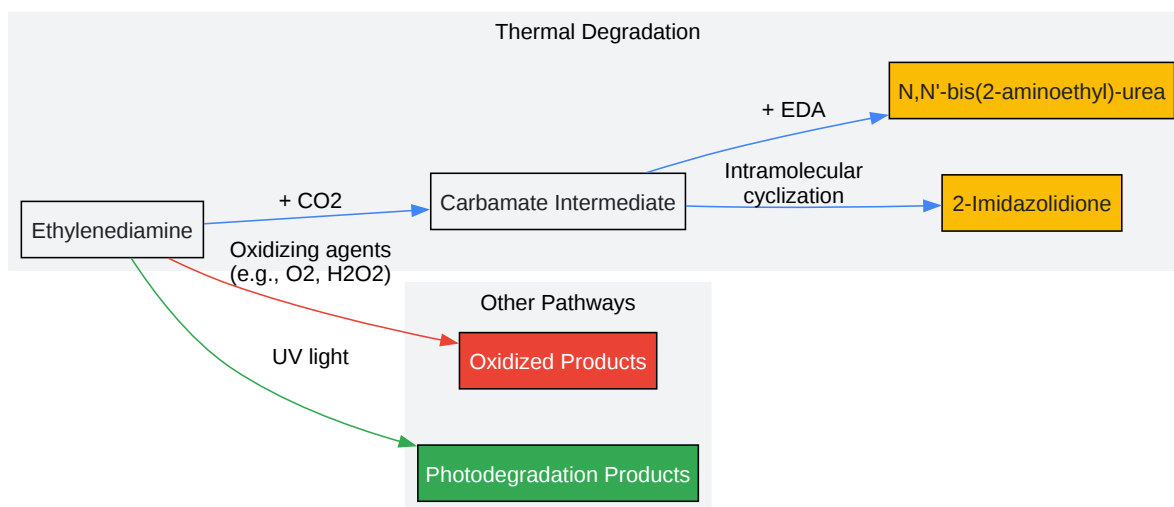 Thermal Degradation
N,N'-bis(2-aminoethyl)-urea
+ EDA
Intramolecular
cyclization
+ CO2
Carbamate Intermediate
2-Imidazolidione
Ethylenediamine
Oxidizing agents
(e.g., O2, H2O2)
Other Pathways
UV light
Oxidized Products
Photodegradation Products